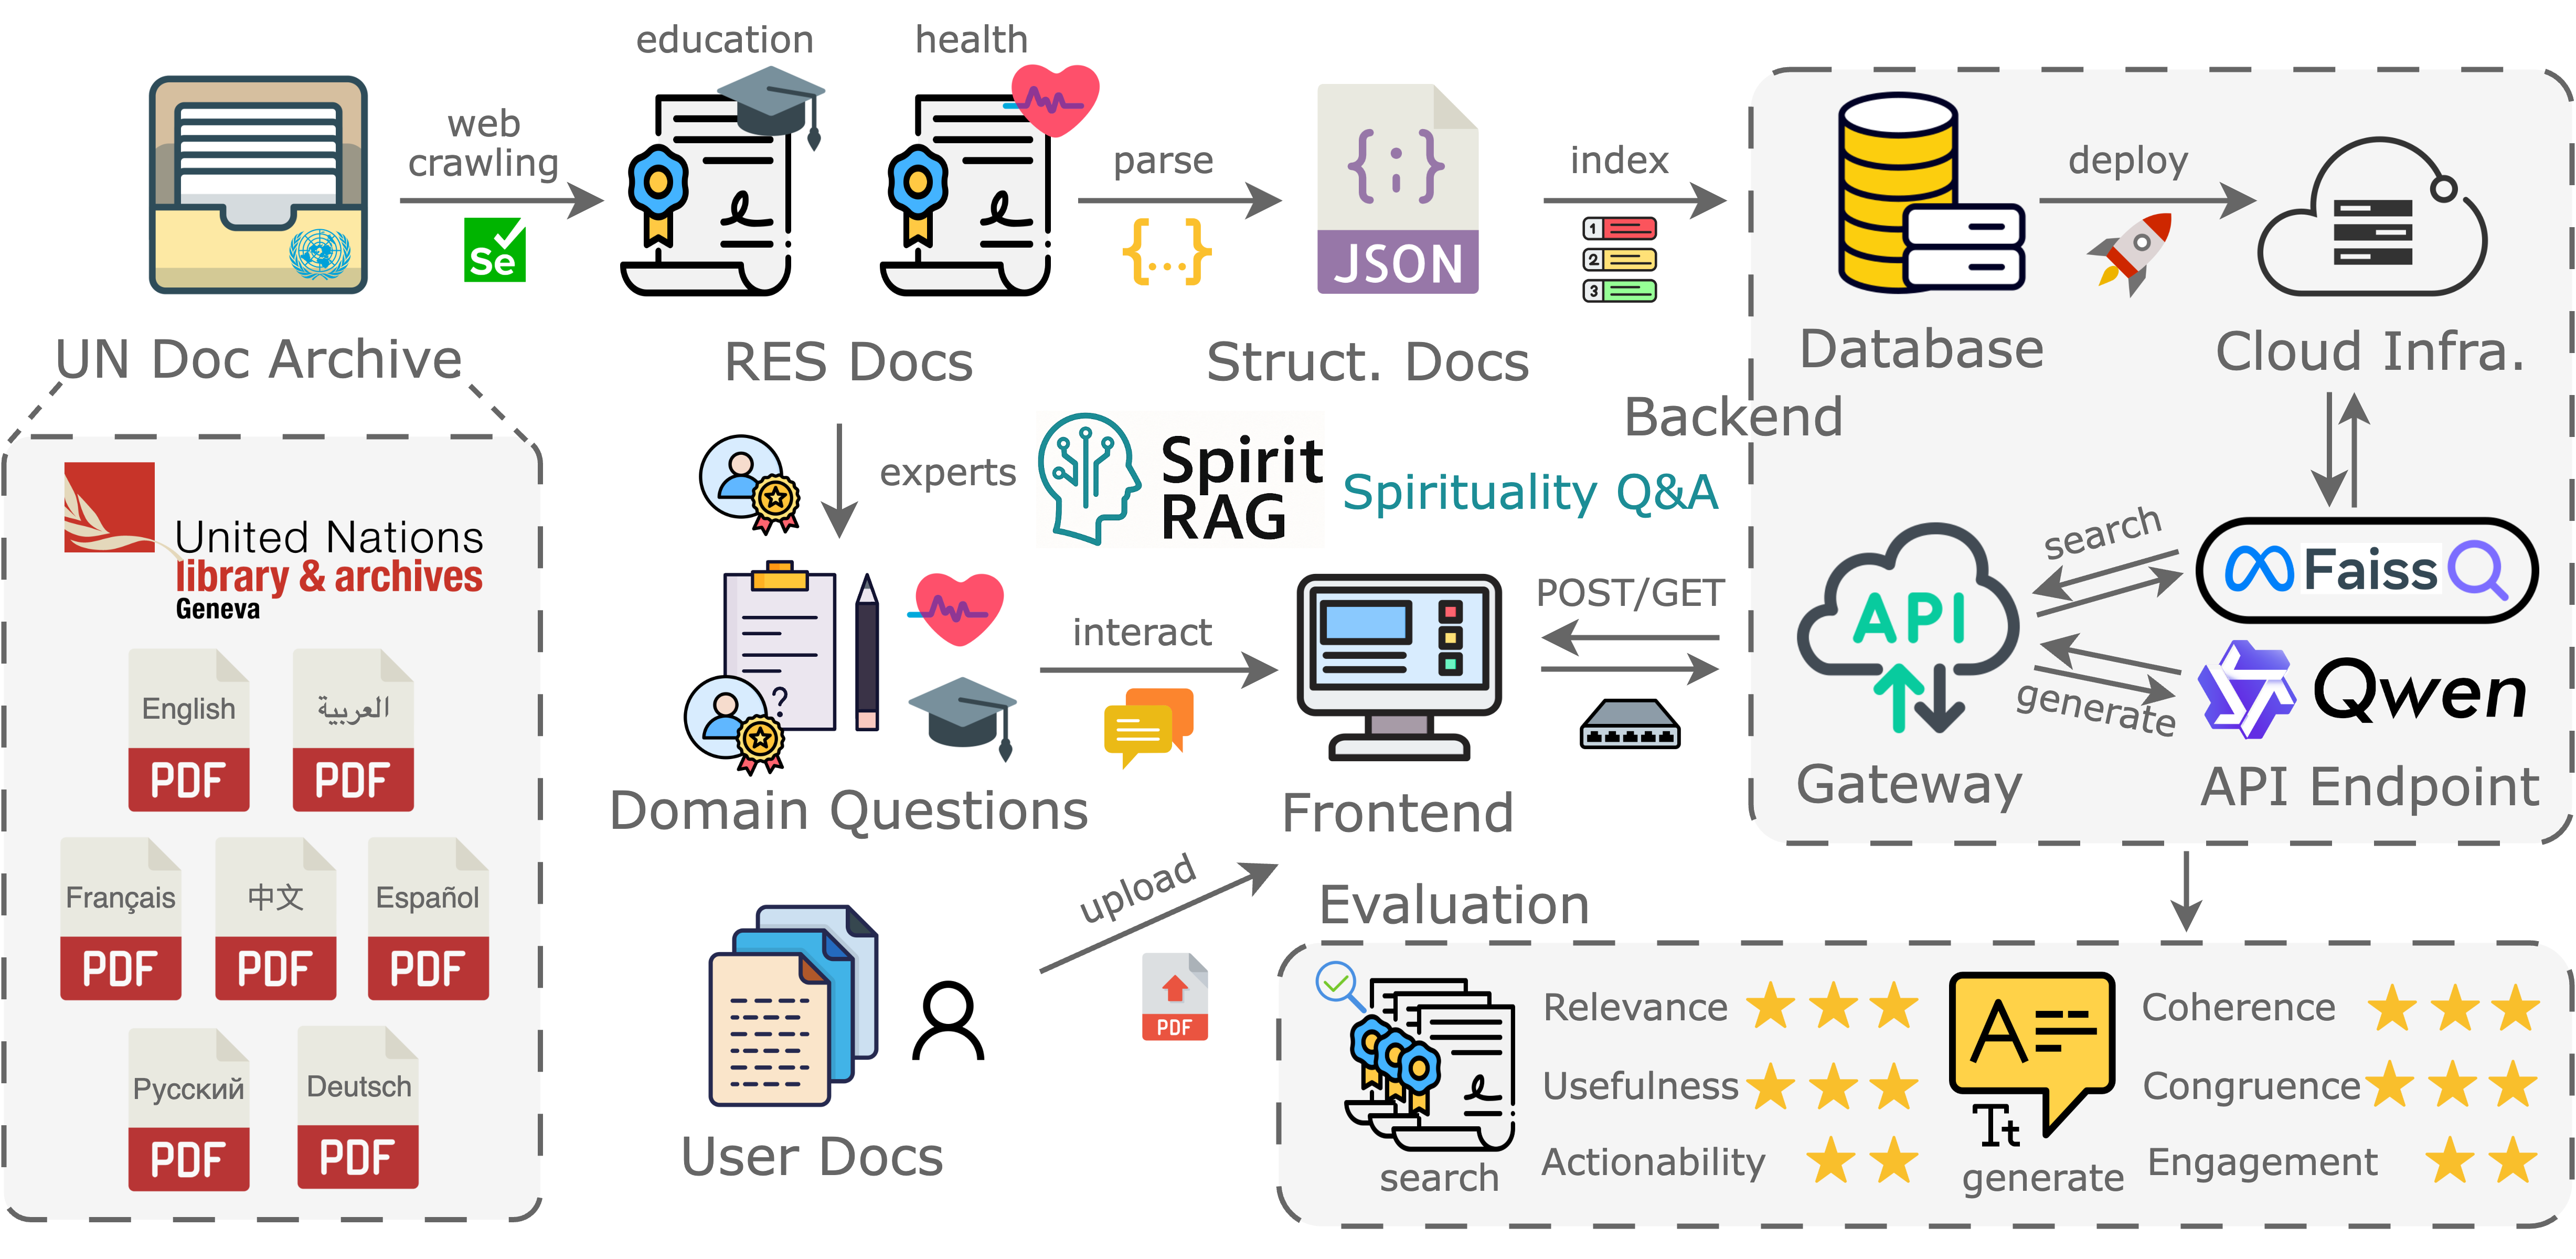 education
health
web
crawling
Se
parse
{...}
{;}
JSON
index
1
2
3
deploy
UN Doc Archive
RES Docs
Struct. Docs
Database
Cloud Infra.
Backend
United Nations
library & archives
Geneva
English
PDF
العربية
PDF
Français
PDF
中文
PDF
Español
PDF
Русский
PDF
Deutsch
PDF
experts
Spirit
RAG
Spirituality Q&A
?
Domain Questions
interact
Frontend
POST/GET
API
Gateway
search
generate
Faiss
Qwen
API Endpoint
User Docs
upload
PDF
Evaluation
search
Relevance
Usefulness
Actionability
A
Tt
generate
Coherence
Congruence
Engagement